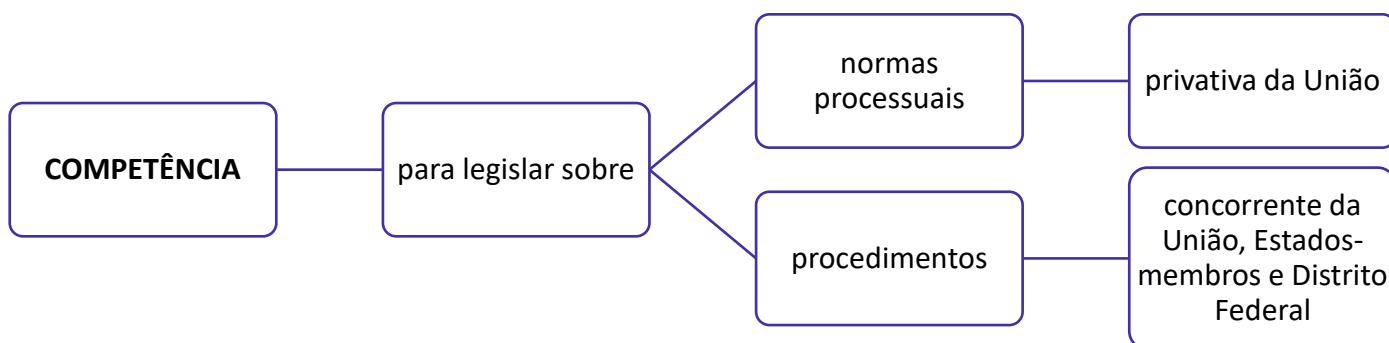 COMPETÊNCIA
para legislar sobre
normas
processuais
privativa da União
procedimentos
concorrente da
União, Estados-
membros e Distrito
Federal